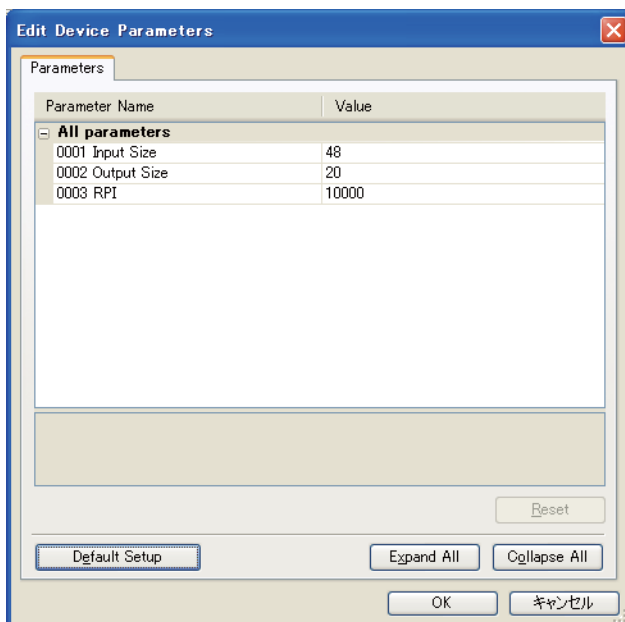 Edit Device Parameters
Parameters
Parameter Name Value
All parameters
0001 Input Size 48
0002 Output Size 20
0003 RPI 10000
Reset
Default Setup Expand All Collapse All
OK キャンセル